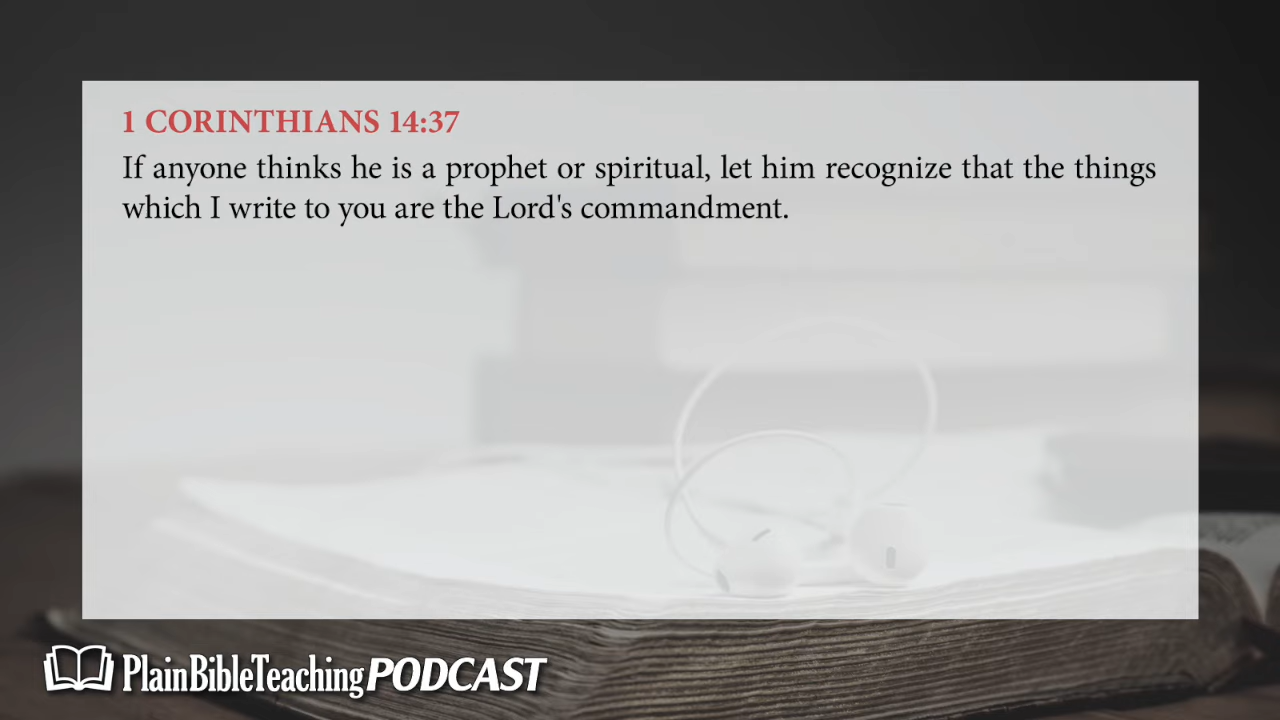 1 CORINTHIANS 14:37
If anyone thinks he is a prophet or spiritual, let him recognize that the things
which I write to you are the Lord's commandment.
PlainBibleTeaching PODCAST